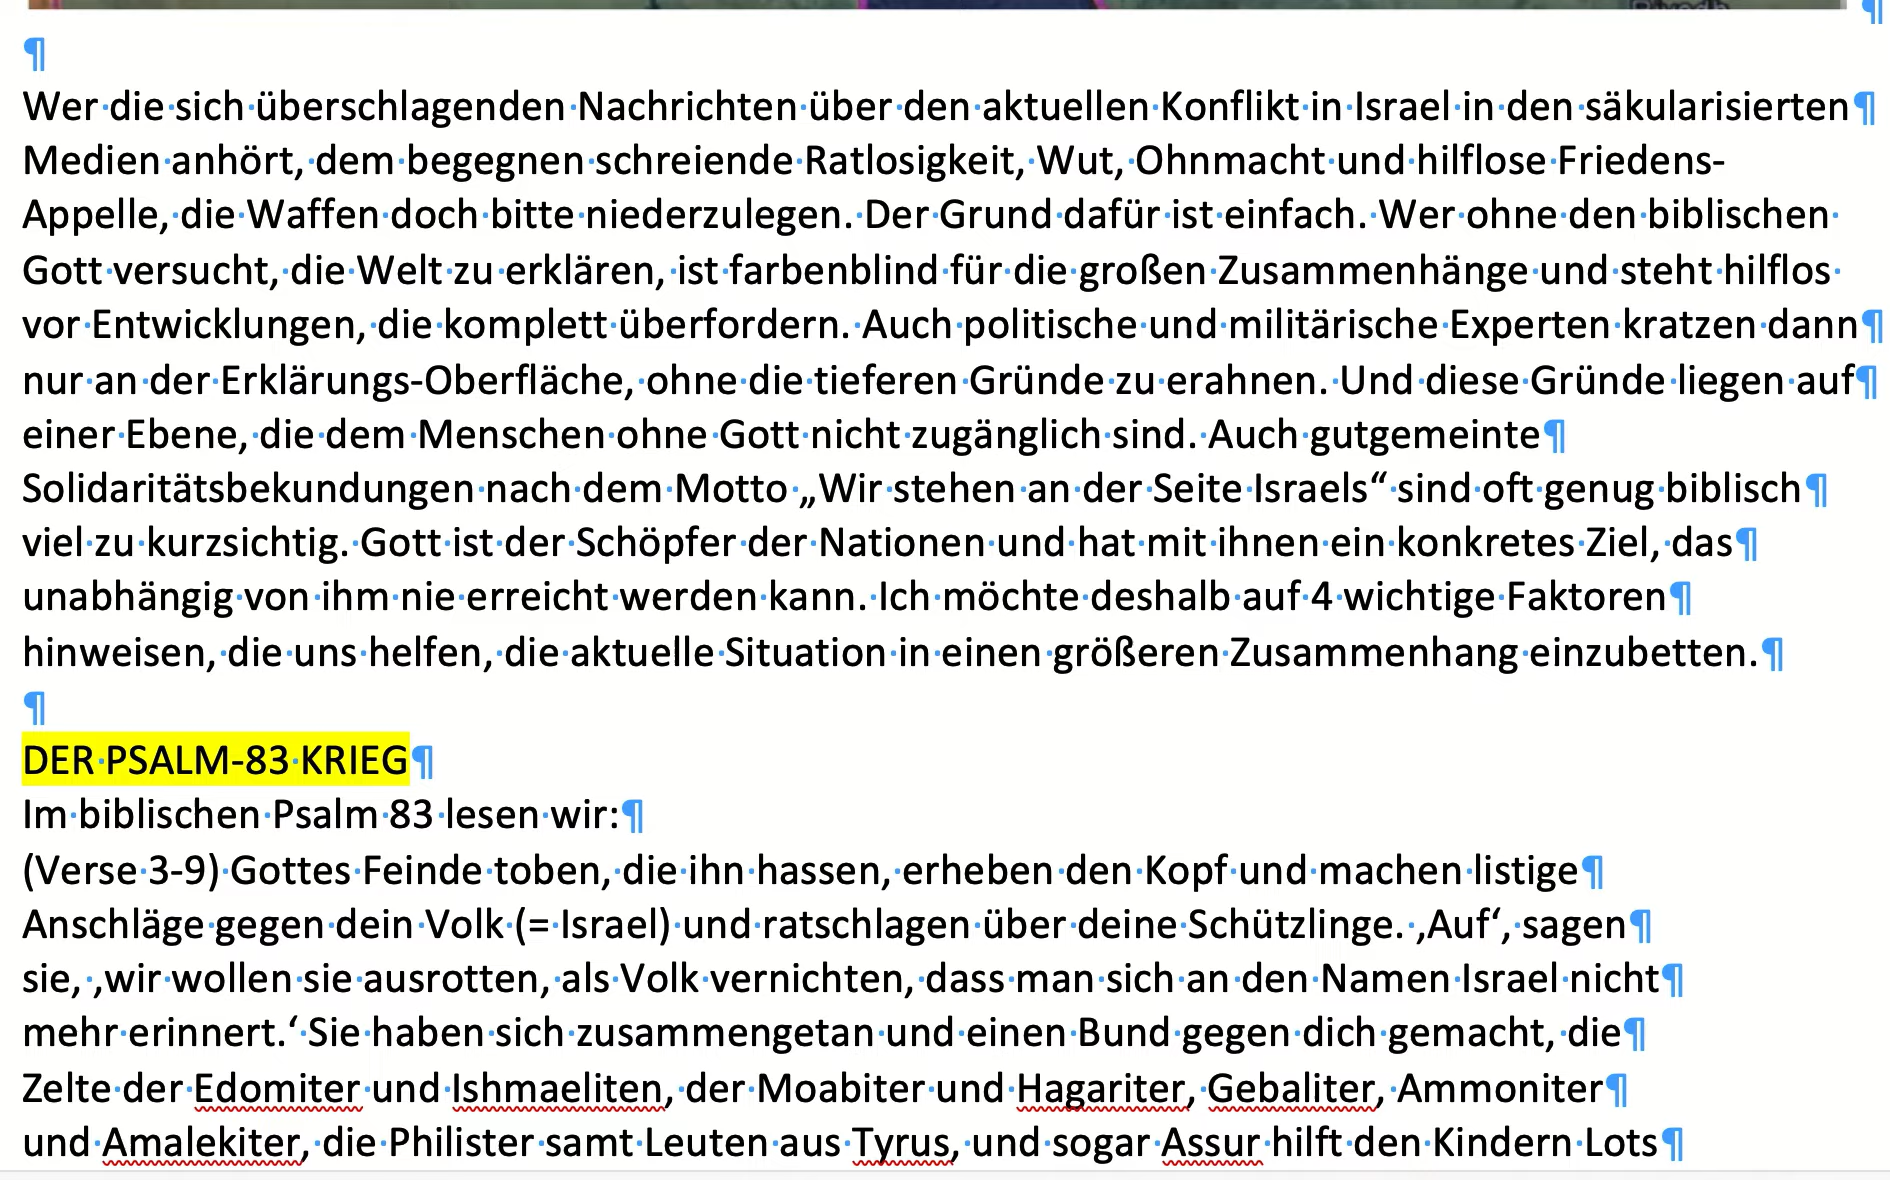 Wer die sich überschlagenden Nachrichten über den aktuellen Konflikt in Israel in den säkularisierten¶
Medien anhört, dem begegnen schreiende Ratlosigkeit, Wut, Ohnmacht und hilflose Friedens-
Appelle, die Waffen doch bitte niederzulegen. Der Grund dafür ist einfach. Wer ohne den biblischen
Gott versucht, die Welt zu erklären, ist farbenblind für die großen Zusammenhänge und steht hilflos
vor Entwicklungen, die komplett überfordern. Auch politische und militärische Experten kratzen dann¶
nur an der Erklärungs-Oberfläche, ohne die tieferen Gründe zu erahnen. Und diese Gründe liegen auf¶
einer Ebene, die dem Menschen ohne Gott nicht zugänglich sind. Auch gutgemeinte¶
Solidaritätsbekundungen nach dem Motto „Wir stehen an der Seite Israels“ sind oft genug biblisch¶
viel zu kurzsichtig. Gott ist der Schöpfer der Nationen und hat mit ihnen ein konkretes Ziel, das¶
unabhängig von ihm nie erreicht werden kann. Ich möchte deshalb auf 4 wichtige Faktoren¶
hinweisen, die uns helfen, die aktuelle Situation in einen größeren Zusammenhang einzubetten.¶
¶
DER PSALM-83 KRIEG¶
Im biblischen Psalm 83 lesen wir:¶
(Verse 3-9) Gottes Feinde toben, die ihn hassen, erheben den Kopf und machen listige¶
Anschläge gegen dein Volk (= Israel) und ratschlagen über deine Schützlinge. ‚Auf‘, sagen¶
sie, ‚wir wollen sie ausrotten, als Volk vernichten, dass man sich an den Namen Israel nicht¶
mehr erinnert.‘ Sie haben sich zusammengetan und einen Bund gegen dich gemacht, die¶
Zelte der Edomiter und Ishmaeliten, der Moabiter und Hagariter, Gebaliter, Ammoniter¶
und Amalekiter, die Philister samt Leuten aus Tyrus, und sogar Assur hilft den Kindern Lots¶